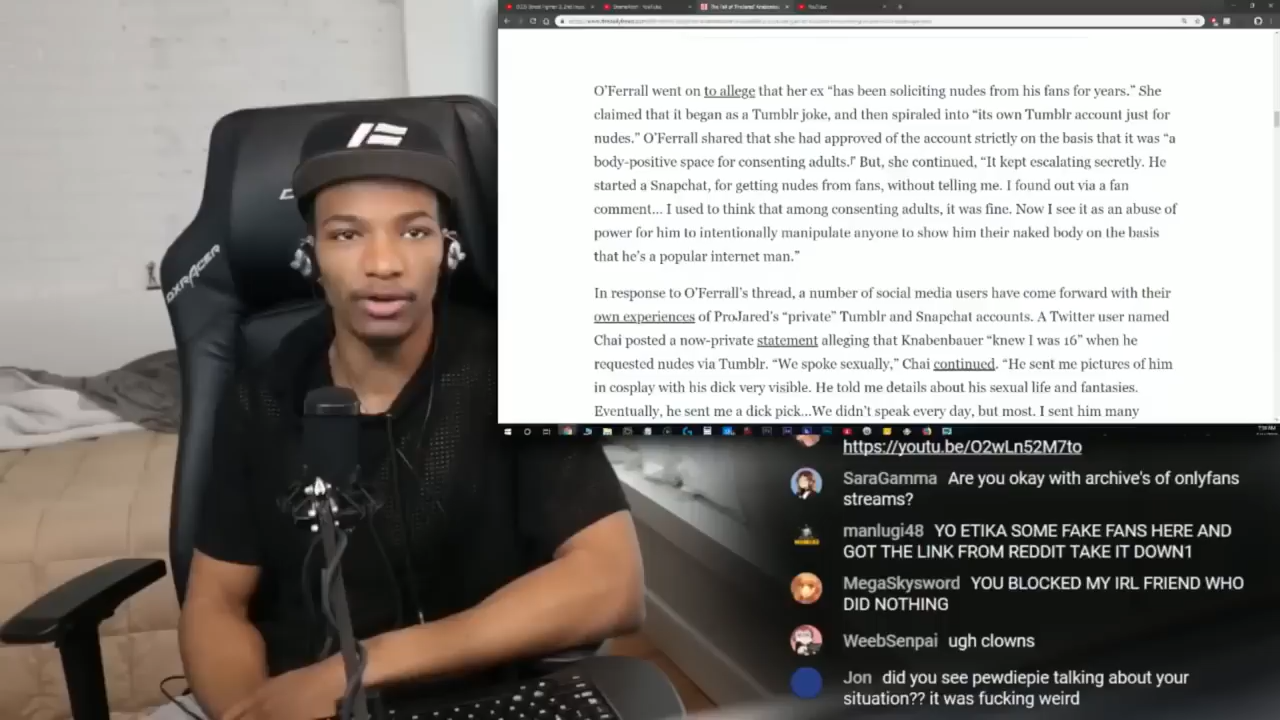 DXRACER
YouTube
O'Ferrall went on to allege that her ex “has been soliciting nudes from his fans for years.” She
claimed that it began as a Tumblr joke, and then spiraled into “its own Tumblr account just for
nudes.” O'Ferrall shared that she had approved of the account strictly on the basis that it was “a
body-positive space for consenting adults.” But, she continued, “It kept escalating secretly. He
started a Snapchat, for getting nudes from fans, without telling me. I found out via a fan
comment… I used to think that among consenting adults, it was fine. Now I see it as an abuse of
power for him to intentionally manipulate anyone to show him their naked body on the basis
that he's a popular internet man.”
In response to O'Ferrall's thread, a number of social media users have come forward with their
own experiences of ProJared's “private” Tumblr and Snapchat accounts. A Twitter user named
Chai posted a now-private statement alleging that Knabenbauer “knew I was 16” when he
requested nudes via Tumblr. “We spoke sexually,” Chai continued. “He sent me pictures of him
in cosplay with his dick very visible. He told me details about his sexual life and fantasies.
Eventually, he sent me a dick pick…We didn't speak every day, but most. I sent him many
https://youtu.be/O2wLn52M7to
SaraGamma Are you okay with archive's of onlyfans
streams?
manlugi48 YO ETIKA SOME FAKE FANS HERE AND
GOT THE LINK FROM REDDIT TAKE IT DOWN1
MegaSkysword YOU BLOCKED MY IRL FRIEND WHO
DID NOTHING
WeebSenpai ugh clowns
Jon did you see pewdiepie talking about your
situation?? it was fucking weird